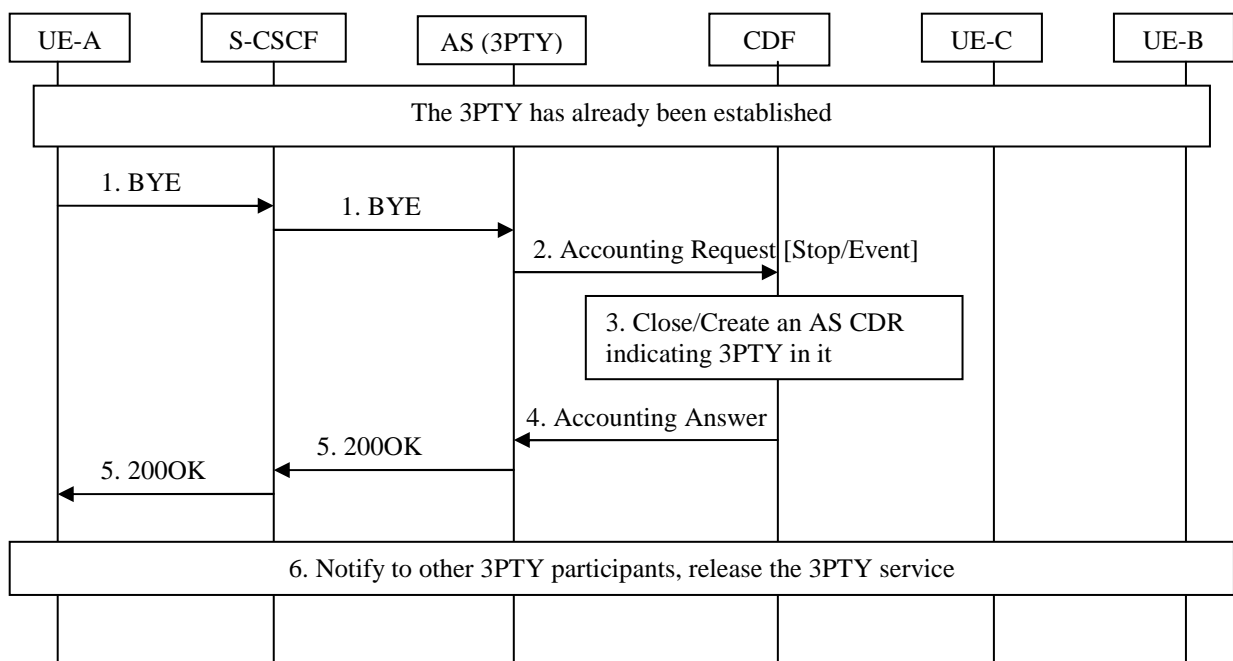 UE-A
S-CSCF
AS (3PTY)
CDF
UE-C
UE-B
The 3PTY has already been established
1. BYE
1. BYE
2. Accounting Request [Stop/Event]
3. Close/Create an AS CDR
indicating 3PTY in it
4. Accounting Answer
5. 200OK
5. 200OK
6. Notify to other 3PTY participants, release the 3PTY service